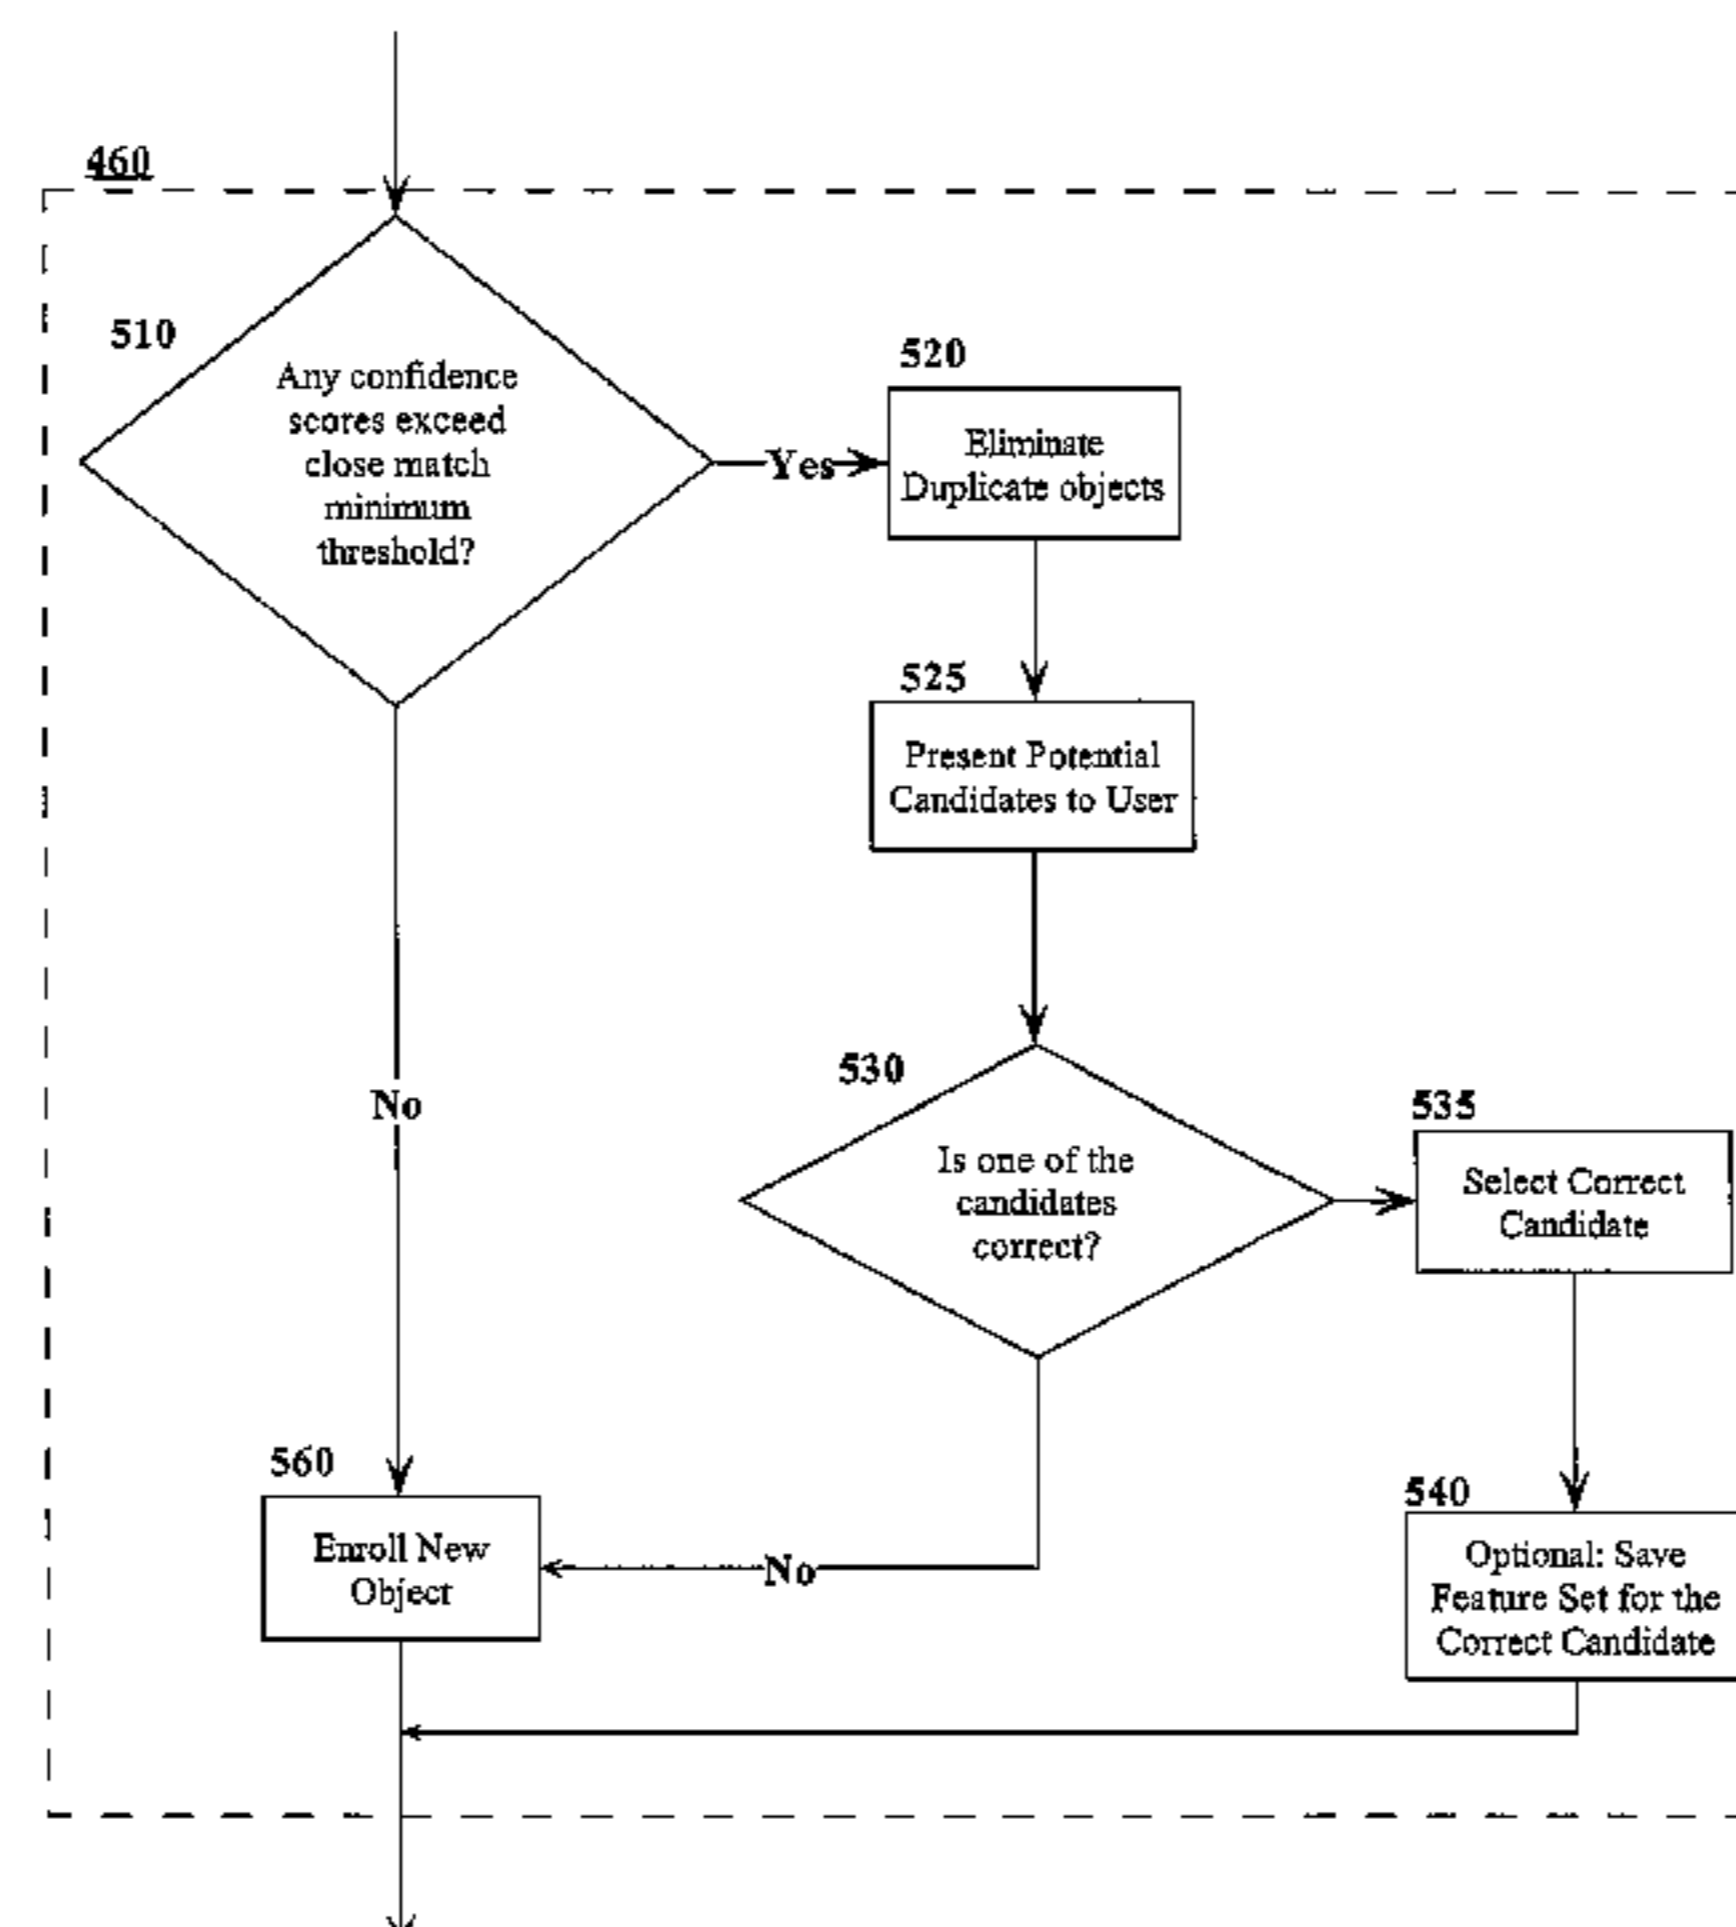 460
510
Any confidence
scores exceed
close match
minimum
threshold?
Yes
520
Eliminate
Duplicate objects
525
Present Potential
Candidates to User
530
Is one of the
candidates
correct?
535
Select Correct
Candidate
No
560
Enroll New
Object
No
540
Optional: Save
Feature Set for the
Correct Candidate